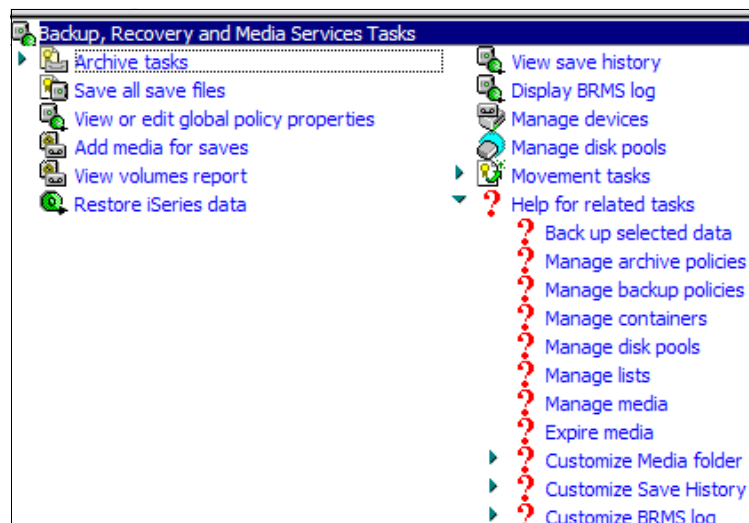 Backup, Recovery and Media Services Tasks
Archive tasks
Save all save files
View or edit global policy properties
Add media for saves
View volumes report
Restore iSeries data
View save history
Display BRMS log
Manage devices
Manage disk pools
Movement tasks
Help for related tasks
Back up selected data
Manage archive policies
Manage backup policies
Manage containers
Manage disk pools
Manage lists
Manage media
Expire media
Customize Media folder
Customize Save History
Customize BRMS log